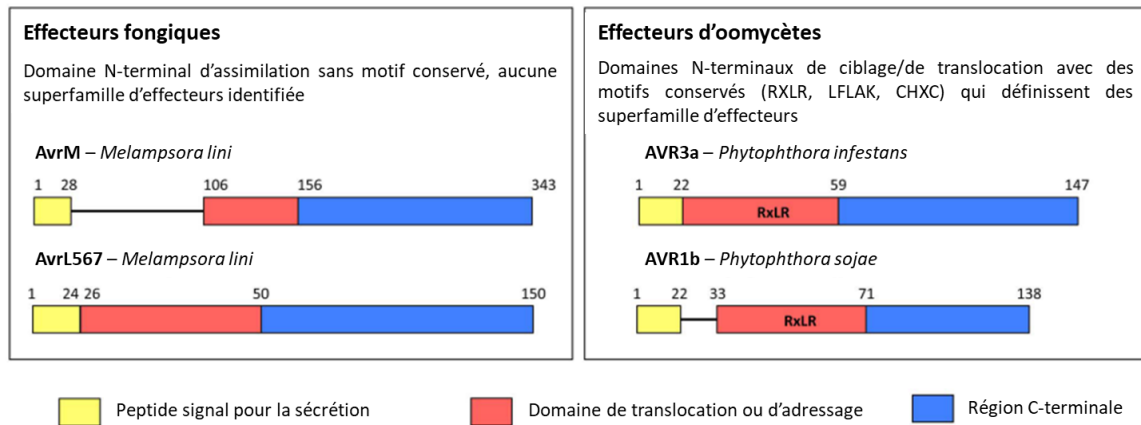 Effecteurs fongiques
Domaine N-terminal d'assimilation sans motif conservé, aucune
superfamille d'effecteurs identifiée
AvrM – Melampsora lini
1 28 106 156 343
AvrL567 – Melampsora lini
1 24 26 50 150
Effecteurs d'oomycètes
Domaines N-terminaux de ciblage/de translocation avec des
motifs conservés (RXLR, LFLAK, CHXC) qui définissent des
superfamille d'effecteurs
AVR3a – Phytophthora infestans
1 22 59 147
RxLR
AVR1b – Phytophthora sojae
1 22 33 71 138
RxLR
Peptide signal pour la sécrétion
Domaine de translocation ou d'adressage
Région C-terminale